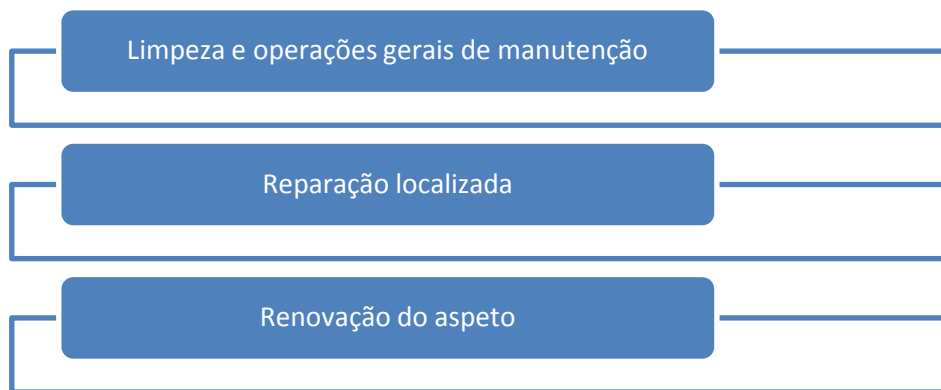 Limpeza e operações gerais de manutenção
Reparação localizada
Renovação do aspeto